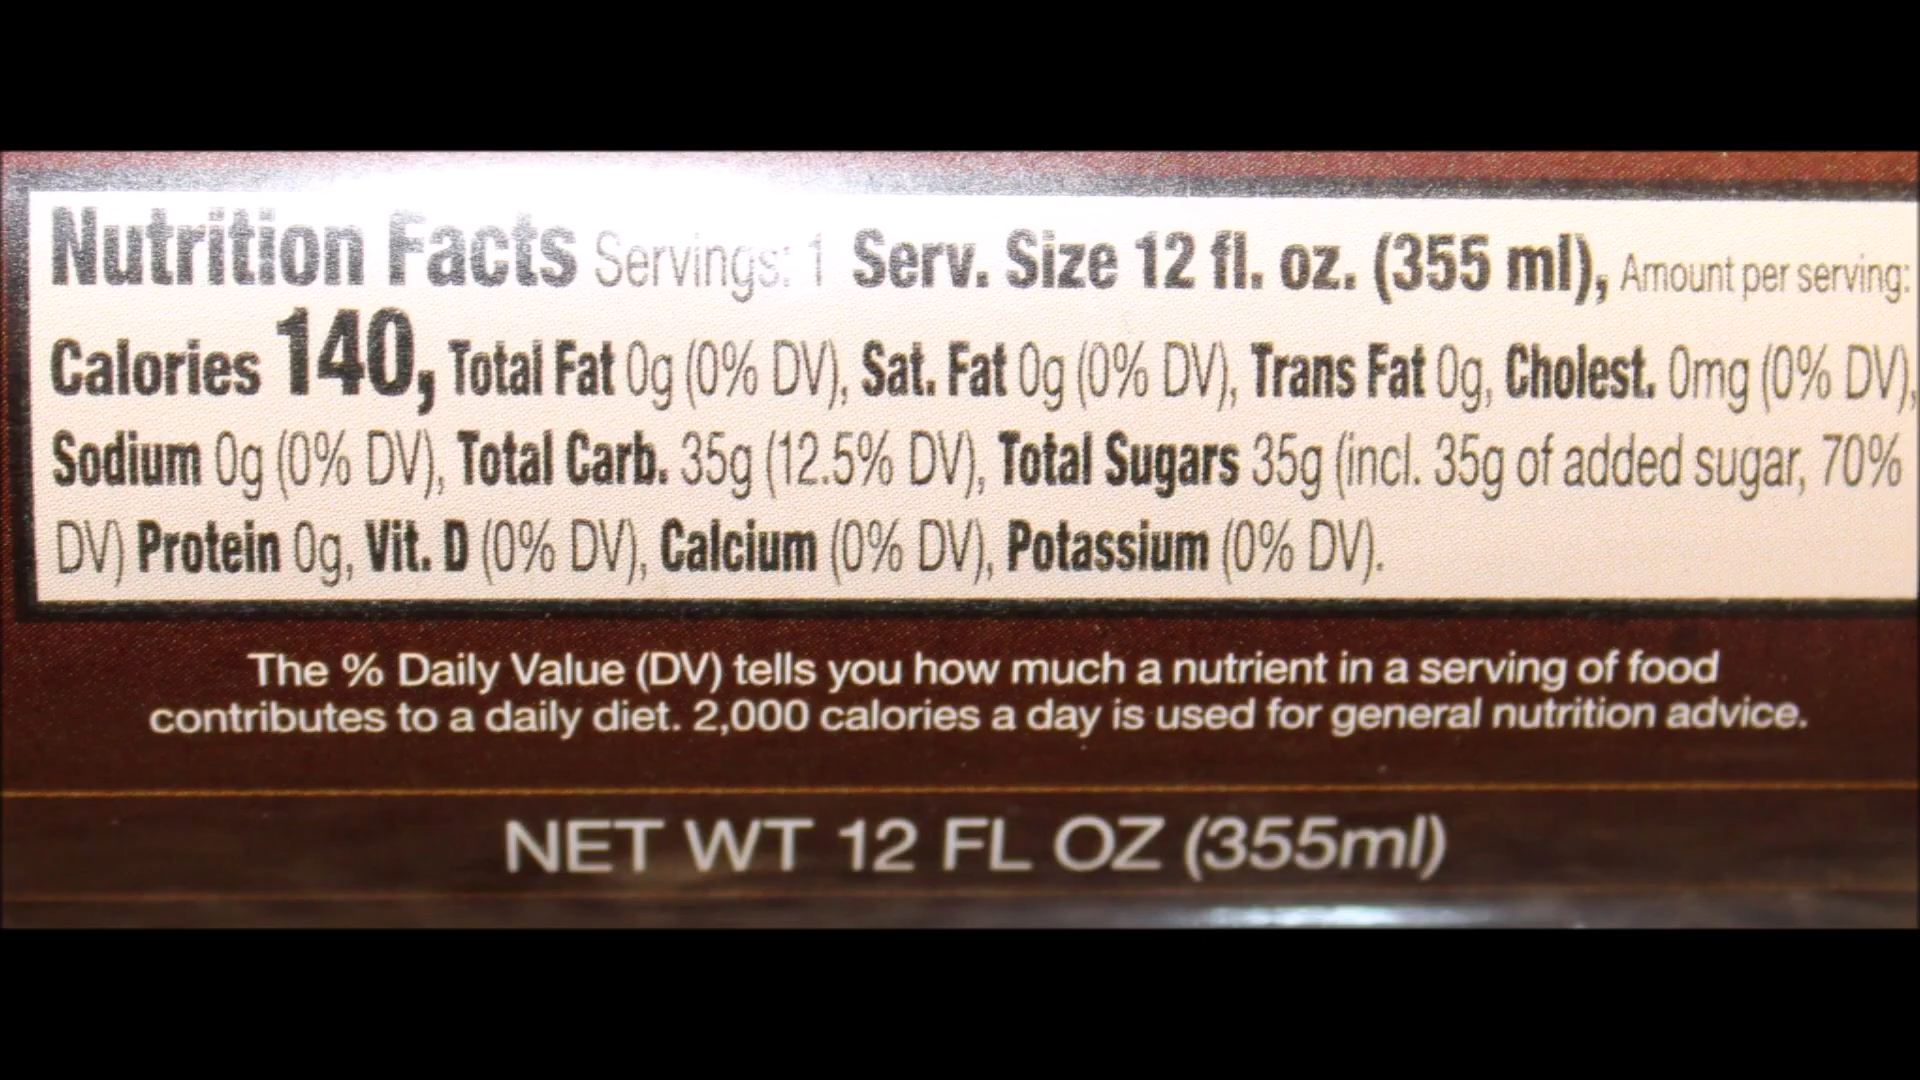 Nutrition Facts Servings: 1 Serv. Size 12 fl. oz. (355 ml), Amount per serving:
Calories 140, Total Fat 0g (0% DV), Sat. Fat 0g (0% DV), Trans Fat 0g, Cholest. 0mg (0% DV),
Sodium 0g (0% DV), Total Carb. 35g (12.5% DV), Total Sugars 35g (incl. 35g of added sugar, 70%
DV) Protein 0g, Vit. D (0% DV), Calcium (0% DV), Potassium (0% DV).
The % Daily Value (DV) tells you how much a nutrient in a serving of food
contributes to a daily diet. 2,000 calories a day is used for general nutrition advice.
NET WT 12 FL OZ (355ml)